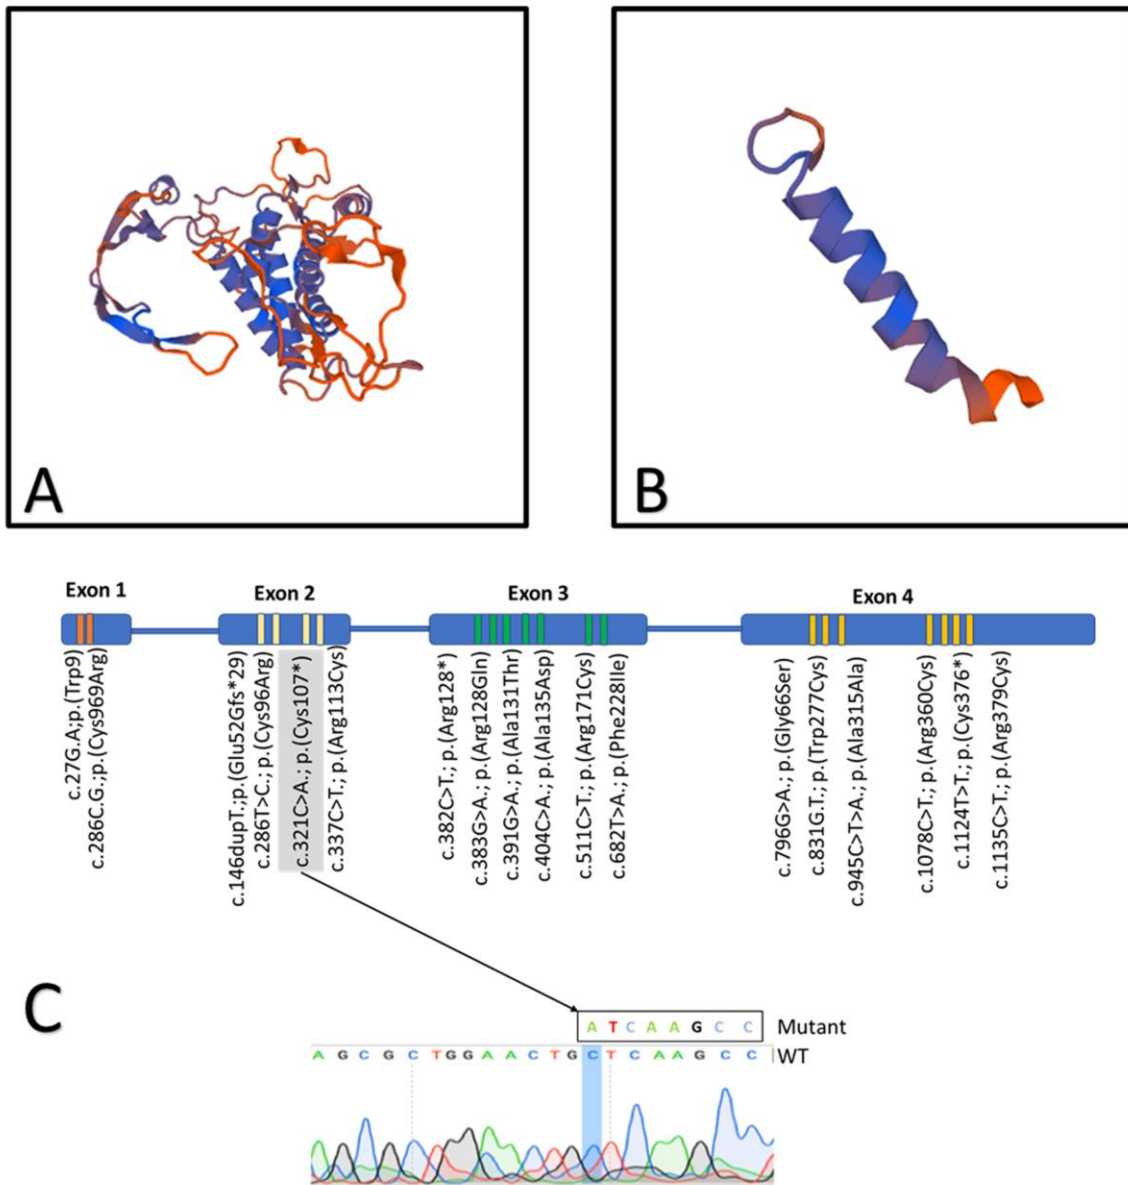 A
B
Exon 1
Exon 2
Exon 3
Exon 4
c.27G.A;p.(Trp9)
c.286C.G.;p.(Cys969Arg)
c.146dupT.;p.(Glu52Gfs*29)
c.286T>C.; p.(Cys96Arg)
c.321C>A.; p.(Cys107*)
c.337C>T.; p.(Arg113Cys)
c.382C>T.; p.(Arg128*)
c.383G>A.; p.(Arg128Gln)
c.391G>A.; p.(Ala131Thr)
c.404C>A.; p.(Ala135Asp)
c.511C>T.; p.(Arg171Cys)
c.682T>A.; p.(Phe228Ile)
c.796G>A.; p.(Gly66Ser)
c.831G.T.; p.(Trp277Cys)
c.945C>T>A.; p.(Ala315Ala)
c.1078C>T.; p.(Arg360Cys)
c.1124T>T.; p.(Cys376*)
c.1135C>T.; p.(Arg379Cys)
C
A T C A A G C C Mutant
A G C G C T G G A A C T G C T C A A G C C WT